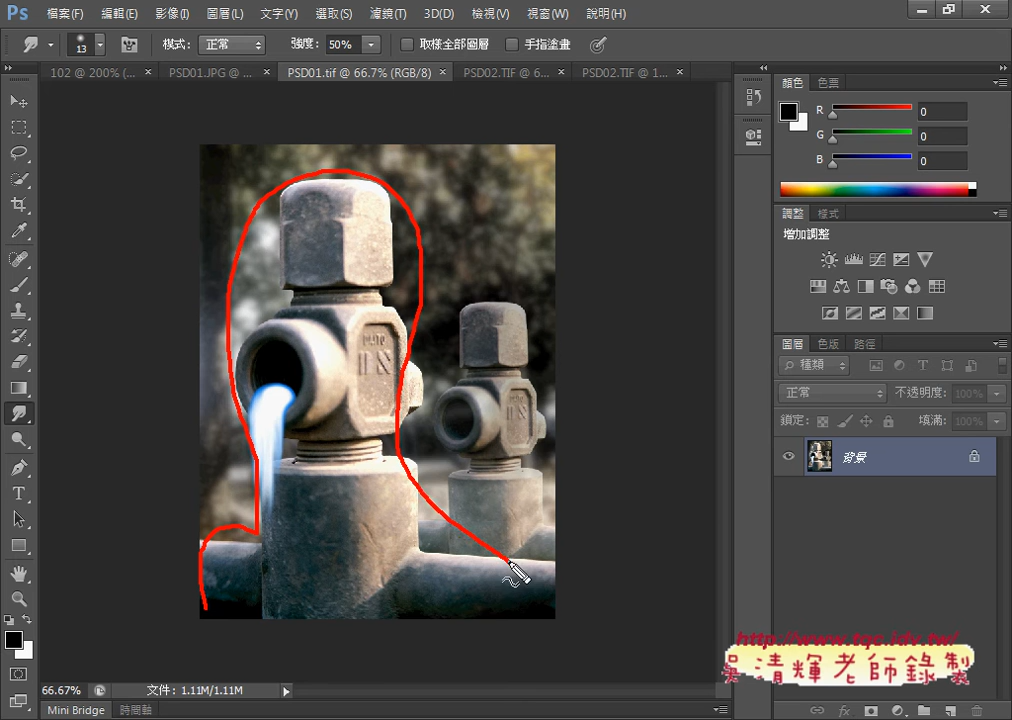 Ps 檔案(F) 編輯(E) 影像(I) 圖層(L) 文字(Y) 選取(S) 濾鏡(T) 3D(D) 檢視(V) 視窗(W) 說明(H)
13 模式: 正常 強度: 50% 取樣全部圖層 手指塗畫
102 @ 200% (... × PSD01.JPG @ ... × PSD01.tif @ 66.7% (RGB/8) × PSD02.TIF @ 6... × PSD02.TIF @ 1... ×
顏色 色票
R 0
G 0
B 0
調整 樣式
增加調整
圖層 色版 路徑
種類
正常 不透明度: 100%
鎖定: 填滿: 100%
背景
http://www.tqc.idv.tw/
吳清輝老師錄製
66.67% 文件: 1.11M/1.11M
Mini Bridge 時間軸